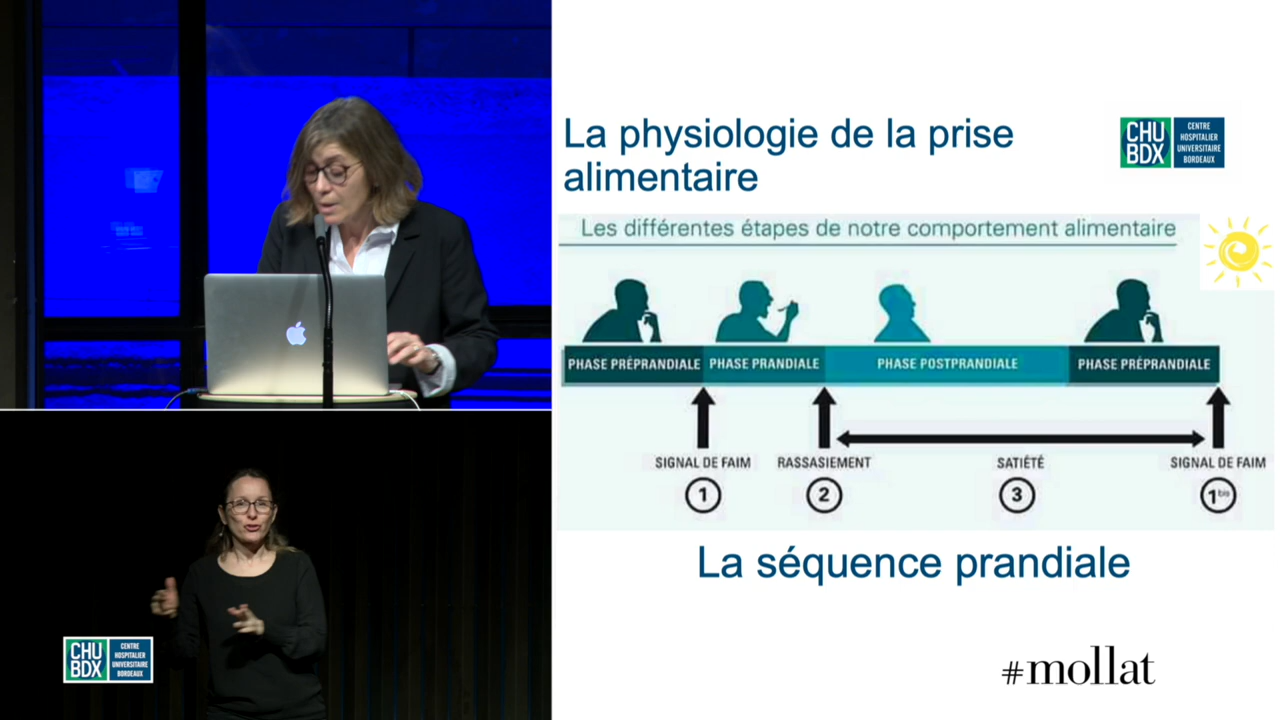 La physiologie de la prise
alimentaire
CHU
BDX
CENTRE
HOSPITALIER
UNIVERSITAIRE
BORDEAUX
Les différentes étapes de notre comportement alimentaire
PHASE PRÉPRANDIALE PHASE PRANDIALE PHASE POSTPRANDIALE PHASE PRÉPRANDIALE
SIGNAL DE FAIM RASSASIEMENT SATIÉTÉ SIGNAL DE FAIM
1 2 3 1bis
La séquence prandiale
CHU
BDX
CENTRE
HOSPITALIER
UNIVERSITAIRE
BORDEAUX
#mollat